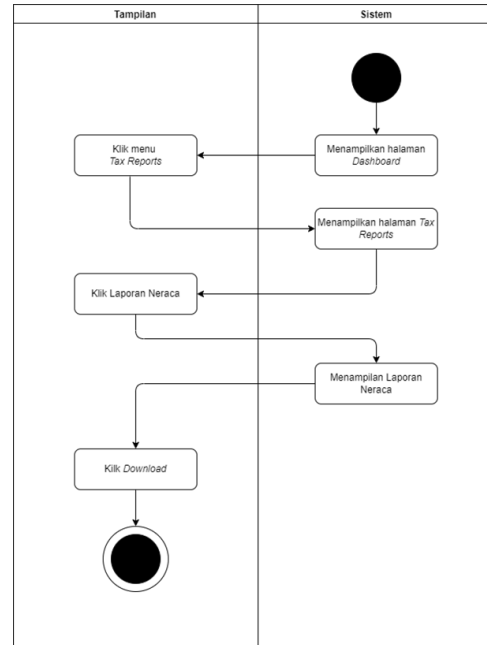 Tampilan
Sistem
Menampilkan halaman
Dashboard
Klik menu
Tax Reports
Menampilkan halaman Tax
Reports
Klik Laporan Neraca
Menampilan Laporan
Neraca
Kilk Download